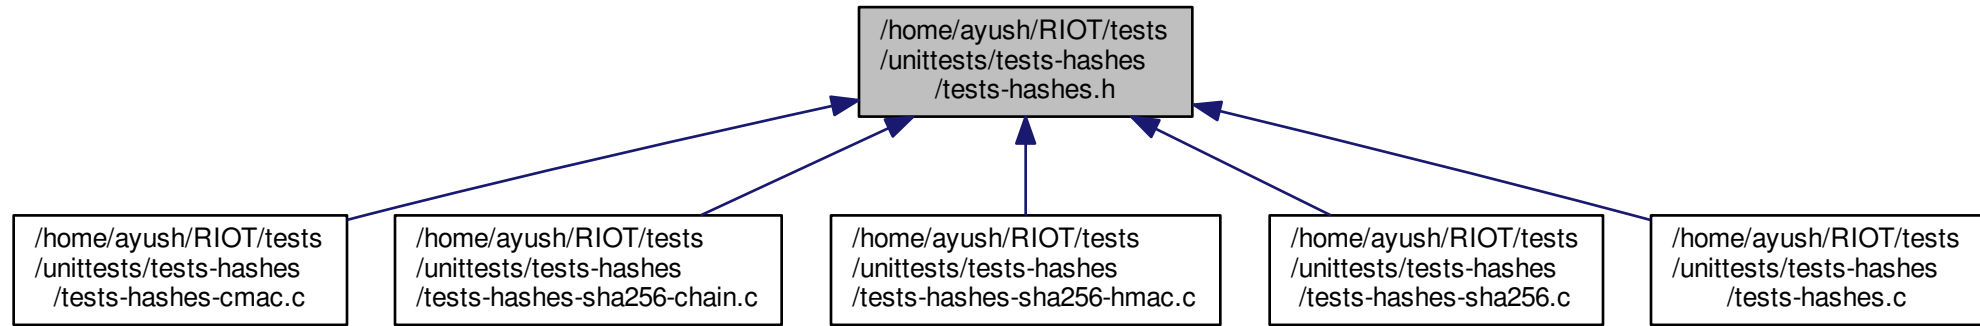 /home/ayush/RIOT/tests
/unittests/tests-hashes
/tests-hashes.h
/home/ayush/RIOT/tests
/unittests/tests-hashes
/tests-hashes-cmac.c
/home/ayush/RIOT/tests
/unittests/tests-hashes
/tests-hashes-sha256-chain.c
/home/ayush/RIOT/tests
/unittests/tests-hashes
/tests-hashes-sha256-hmac.c
/home/ayush/RIOT/tests
/unittests/tests-hashes
/tests-hashes-sha256.c
/home/ayush/RIOT/tests
/unittests/tests-hashes
/tests-hashes.c